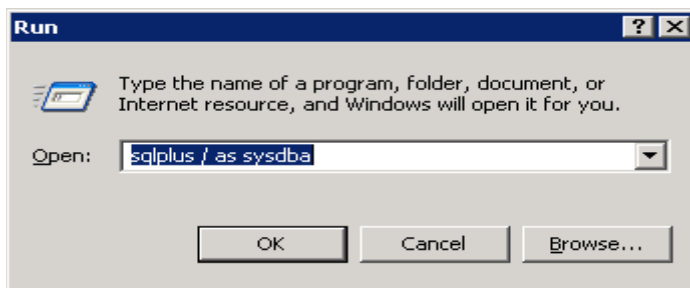 Run
Type the name of a program, folder, document, or
Internet resource, and Windows will open it for you.
Open: sqlplus / as sysdba
OK Cancel Browse...